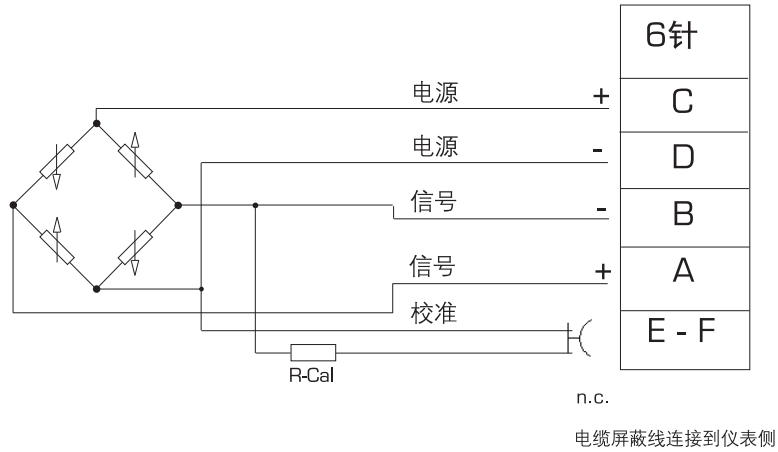 6针
电源 + C
电源 - D
信号 - B
信号 + A
校准 E - F
R-Cal
n.c.
电缆屏蔽线连接到仪表侧